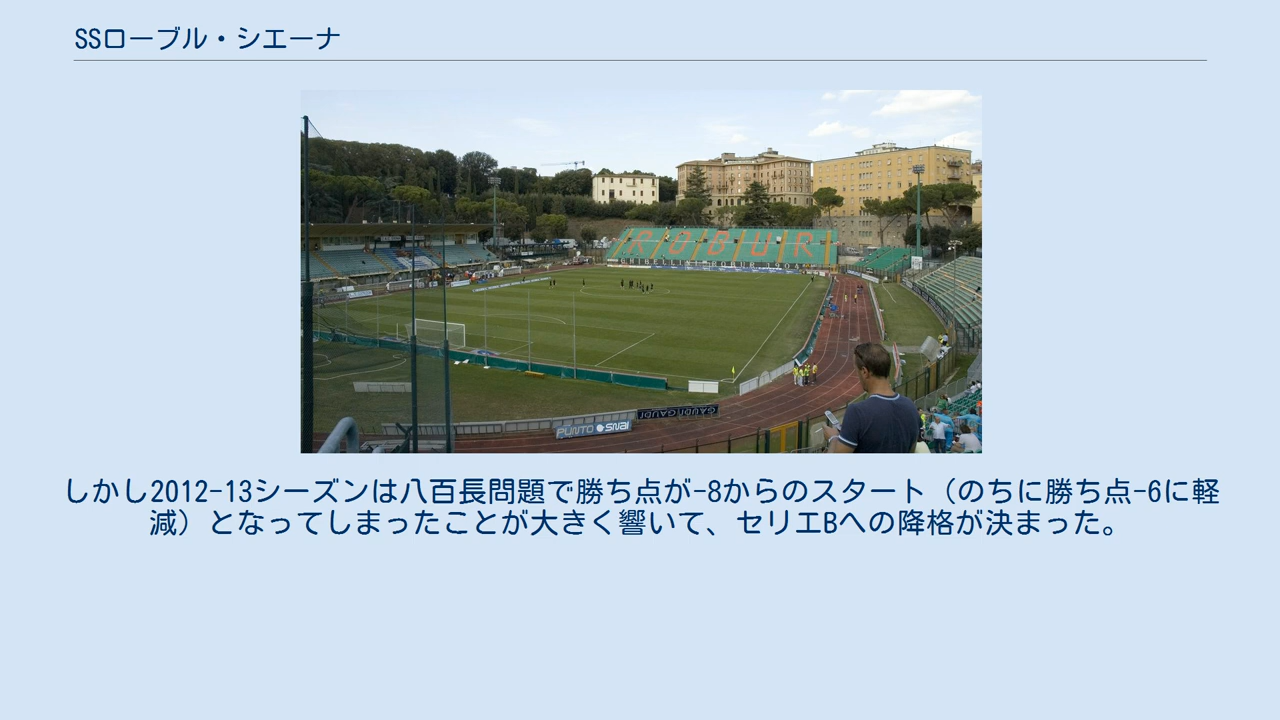 SSローブル・シエーナ
ROBUR
PUNTO SNAI
GAUDI GAUDI
しかし2012-13シーズンは八百長問題で勝ち点が-8からのスタート（のちに勝ち点-6に軽
減）となってしまったことが大きく響いて、セリエBへの降格が決まった。